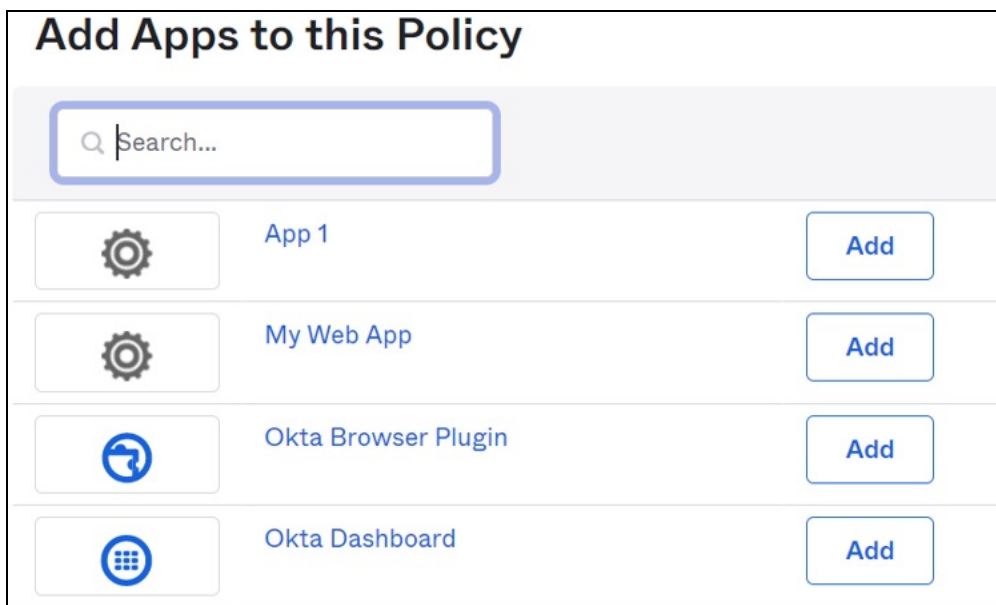 Add Apps to this Policy
Search...
App 1
Add
My Web App
Add
Okta Browser Plugin
Add
Okta Dashboard
Add